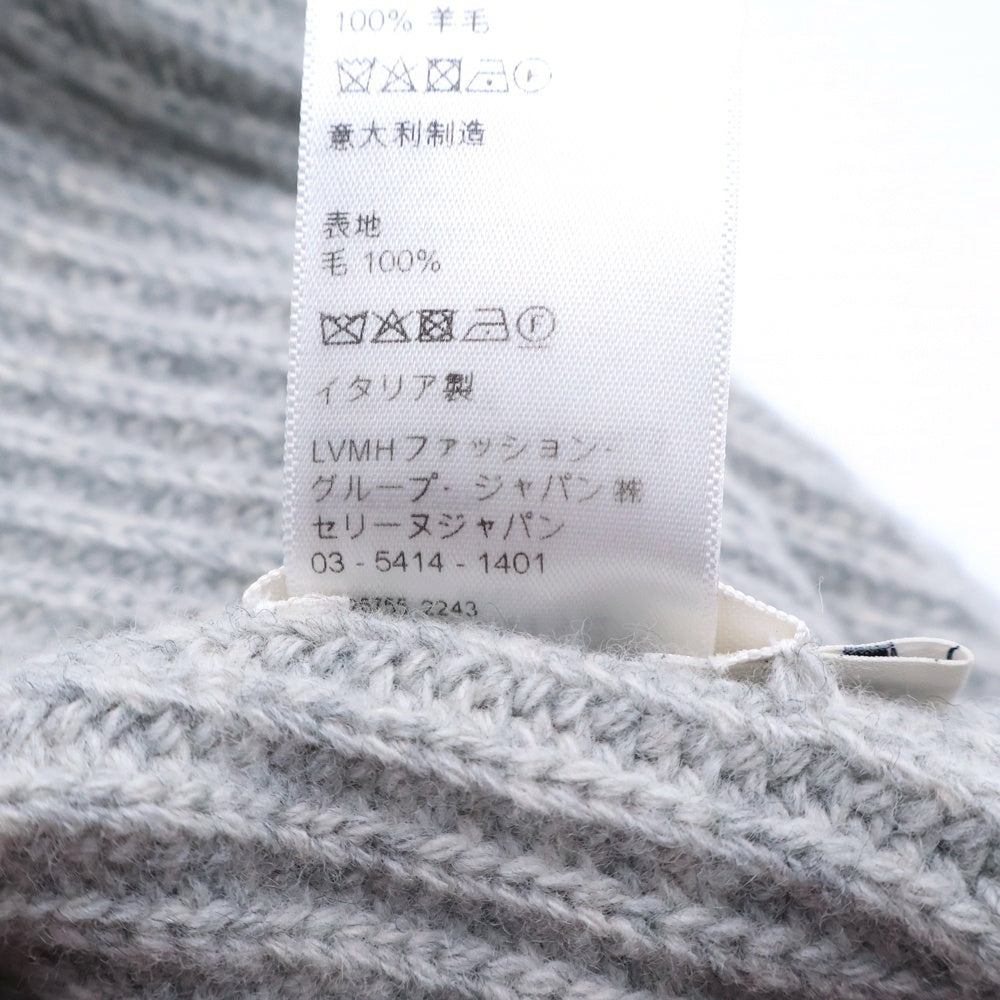 100% 羊毛
意大利制造
表地
毛 100%
イタリア製
LVMHファッション・
グループ・ジャパン ㈱
セリーヌジャパン
03 - 5414 - 1401
2243